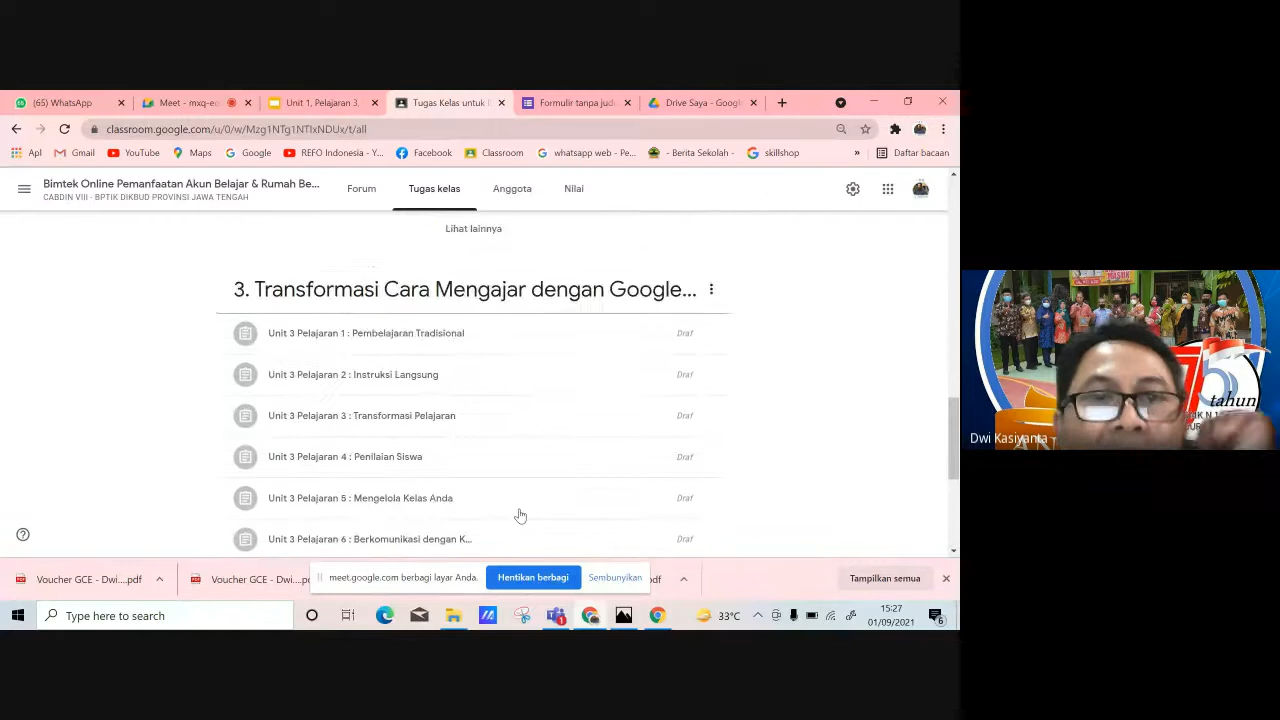 (65) WhatsApp
Meet - mxq-eo
Unit 1, Pelajaran 3,
Tugas Kelas untuk
Formulir tanpa jud
Drive Saya - Google
classroom.google.com/u/0/w/Mzg1NTg1NTIxNDUx/t/all
Apl
Gmail
YouTube
Maps
Google
REFO Indonesia - Y...
Facebook
Classroom
whatsapp web - Pe...
- Berita Sekolah -
skillshop
»
Daftar bacaan
Bimtek Online Pemanfaatan Akun Belajar & Rumah Be...
CABDIN VIII - BPTIK DIKBUD PROVINSI JAWA TENGAH
Forum
Tugas kelas
Anggota
Nilai
Lihat lainnya
3. Transformasi Cara Mengajar dengan Google...
Unit 3 Pelajaran 1 : Pembelajaran Tradisional
Draf
Unit 3 Pelajaran 2 : Instruksi Langsung
Draf
Unit 3 Pelajaran 3 : Transformasi Pelajaran
Draf
Unit 3 Pelajaran 4 : Penilaian Siswa
Draf
Unit 3 Pelajaran 5 : Mengelola Kelas Anda
Draf
Unit 3 Pelajaran 6 : Berkomunikasi dengan K...
Draf
Voucher GCE - Dwi....pdf
Voucher GCE - Dwi....p
meet.google.com berbagi layar Anda.
Hentikan berbagi
Sembunyikan
pdf
Tampilkan semua
Type here to search
33°C
15:27
01/09/2021
6
MASUK
tahun
Dwi Kasiyanta